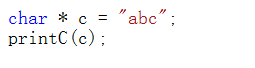 char * c = "abc";
printC(c);